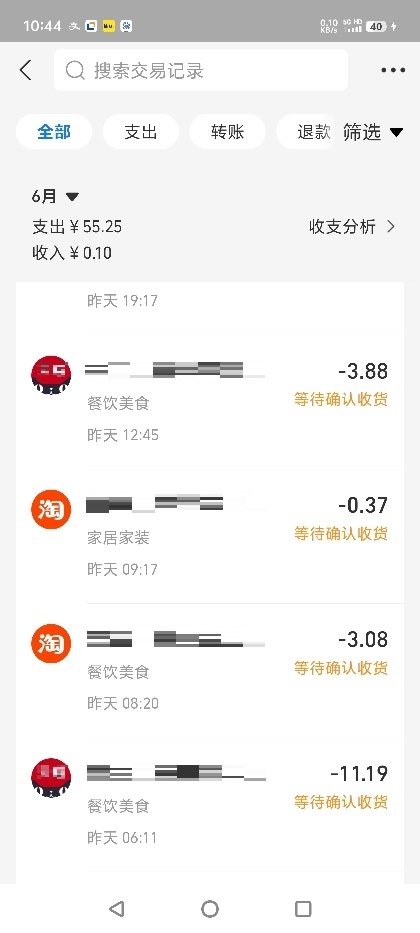 10:44
0.10 KB/s 5G HD 40
搜索交易记录
全部 支出 转账 退款 筛选
6月
支出¥55.25 收支分析
收入¥0.10
昨天 19:17
-3.88
餐饮美食 等待确认收货
昨天 12:45
淘 -0.37
家居家装 等待确认收货
昨天 09:17
淘 -3.08
餐饮美食 等待确认收货
昨天 08:20
-11.19
餐饮美食 等待确认收货
昨天 06:11